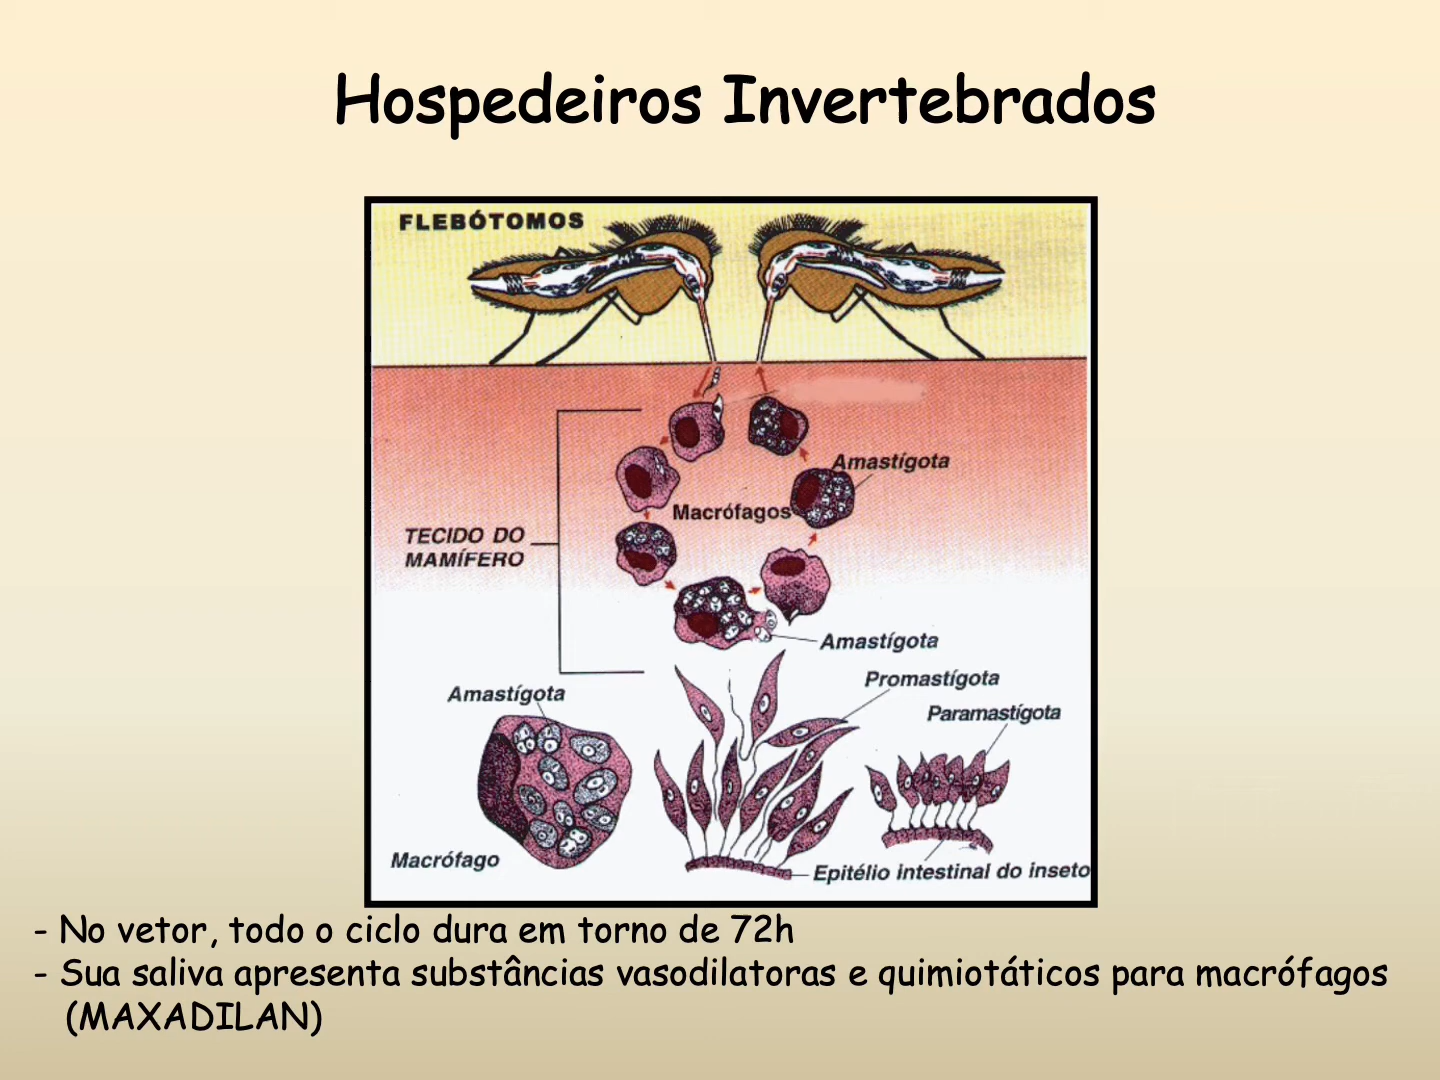 Hospedeiros Invertebrados
FLEBÓTOMOS
Amastígota
Macrófagos
TECIDO DO
MAMÍFERO
Amastígota
Promastígota
Amastígota
Paramastígota
Macrófago
Epitélio intestinal do inseto
- No vetor, todo o ciclo dura em torno de 72h
- Sua saliva apresenta substâncias vasodilatoras e quimiotáticos para macrófagos
(MAXADILAN)